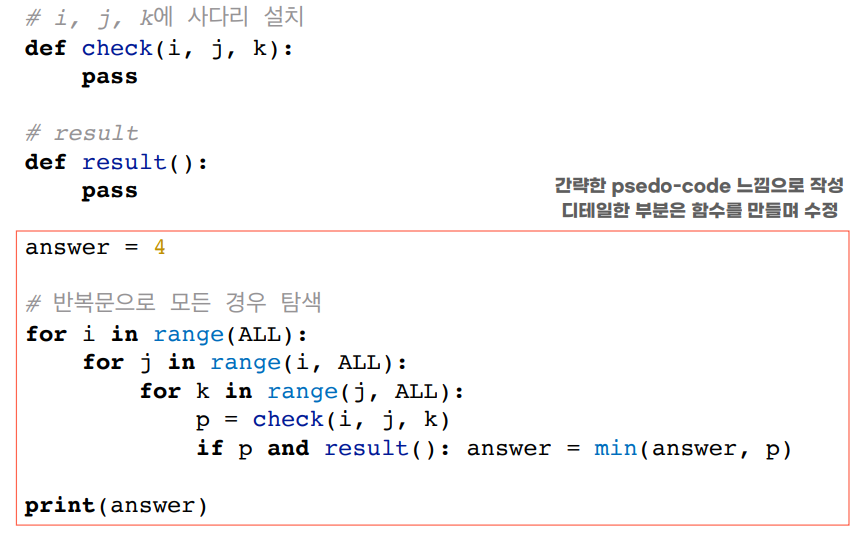 # i, j, k에 사다리 설치
def check(i, j, k):
    pass
# result
def result():
    pass
간략한 psedo-code 느낌으로 작성
디테일한 부분은 함수를 만들며 수정
answer = 4
# 반복문으로 모든 경우 탐색
for i in range(ALL):
    for j in range(i, ALL):
        for k in range(j, ALL):
            p = check(i, j, k)
            if p and result(): answer = min(answer, p)
print(answer)